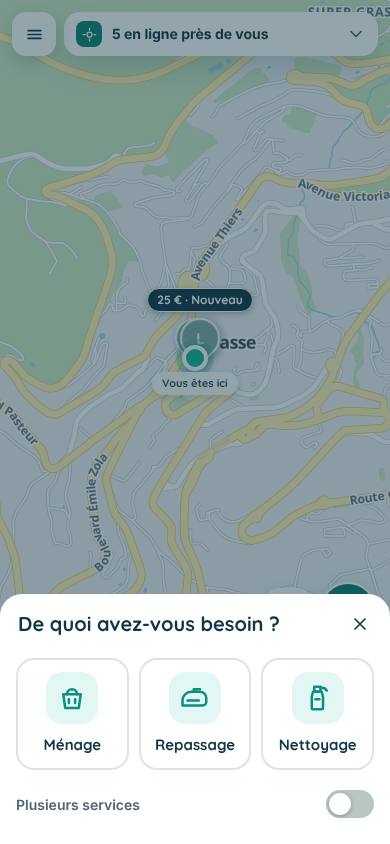 SUPER GRAS
5 en ligne près de vous
Avenue Victoria
Avenue Thiers
25 € · Nouveau
L
asse
Vous êtes ici
d Pasteur
Boulevard Émile Zola
Route
De quoi avez-vous besoin ?
Ménage
Repassage
Nettoyage
Plusieurs services